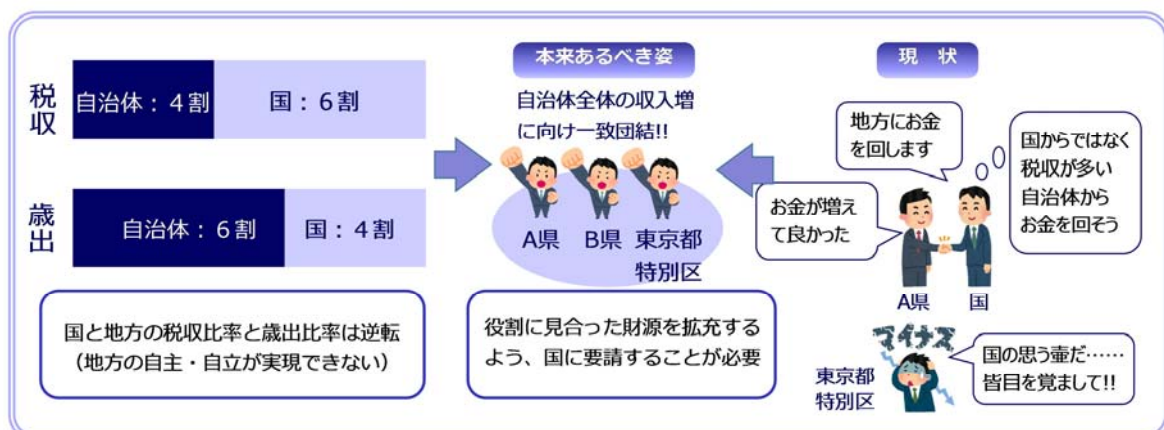 税収
自治体：４割
国：６割
歳出
自治体：６割
国：４割
国と地方の税収比率と歳出比率は逆転
（地方の自主・自立が実現できない）
本来あるべき姿
自治体全体の収入増
に向け一致団結!!
A県
B県
東京都
特別区
役割に見合った財源を拡充する
よう、国に要請することが必要
現　状
地方にお金
を回します
国からではなく
税収が多い
自治体から
お金を回そう
お金が増え
て良かった
A県
国
マイナス
東京都
特別区
国の思う壷だ……
皆目を覚まして!!